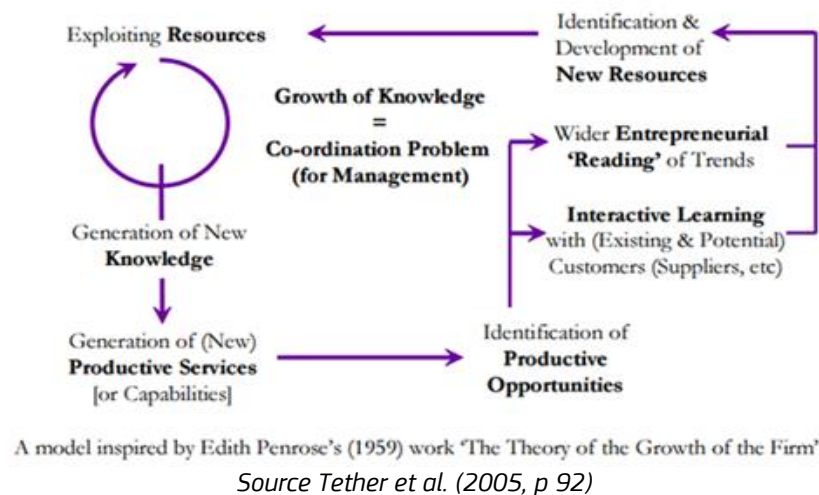 Exploiting Resources
Identification &
Development of
New Resources
Growth of Knowledge
=
Co-ordination Problem
(for Management)
Wider Entrepreneurial
'Reading' of Trends
Interactive Learning
with (Existing & Potential)
Customers (Suppliers, etc)
Generation of New
Knowledge
Generation of (New)
Productive Services
[or Capabilities]
Identification of
Productive
Opportunities
A model inspired by Edith Penrose's (1959) work 'The Theory of the Growth of the Firm'
Source Tether et al. (2005, p 92)